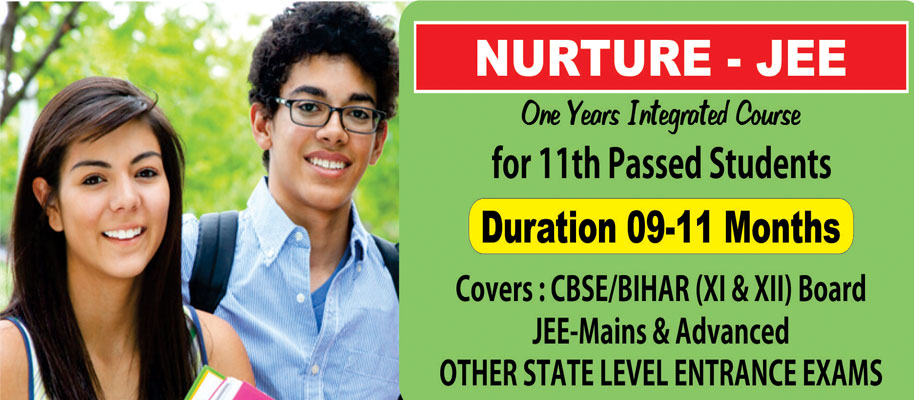 NURTURE - JEE
One Years Integrated Course
for 11th Passed Students
Duration 09-11 Months
Covers : CBSE/BIHAR (XI & XII) Board
JEE-Mains & Advanced
OTHER STATE LEVEL ENTRANCE EXAMS